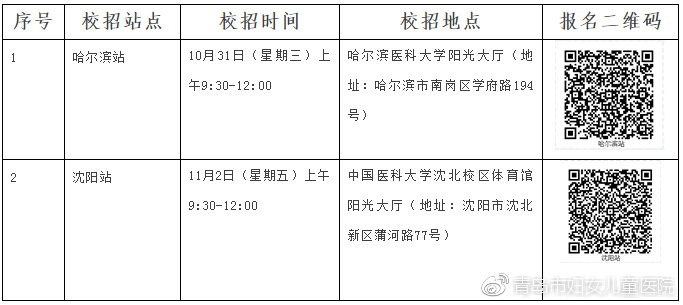 序号 校招站点 校招时间 校招地点 报名二维码
1 哈尔滨站 10月31日（星期三）上 哈尔滨医科大学阳光大厅（地
午9:30-12:00 址：哈尔滨市南岗区学府路194
号）
哈尔滨站
2 沈阳站 11月2日（星期五）上午 中国医科大学沈北校区体育馆
9:30-12:00 阳光大厅（地址：沈阳市沈北
新区蒲河路77号）
沈阳站
青岛市妇女儿童医院